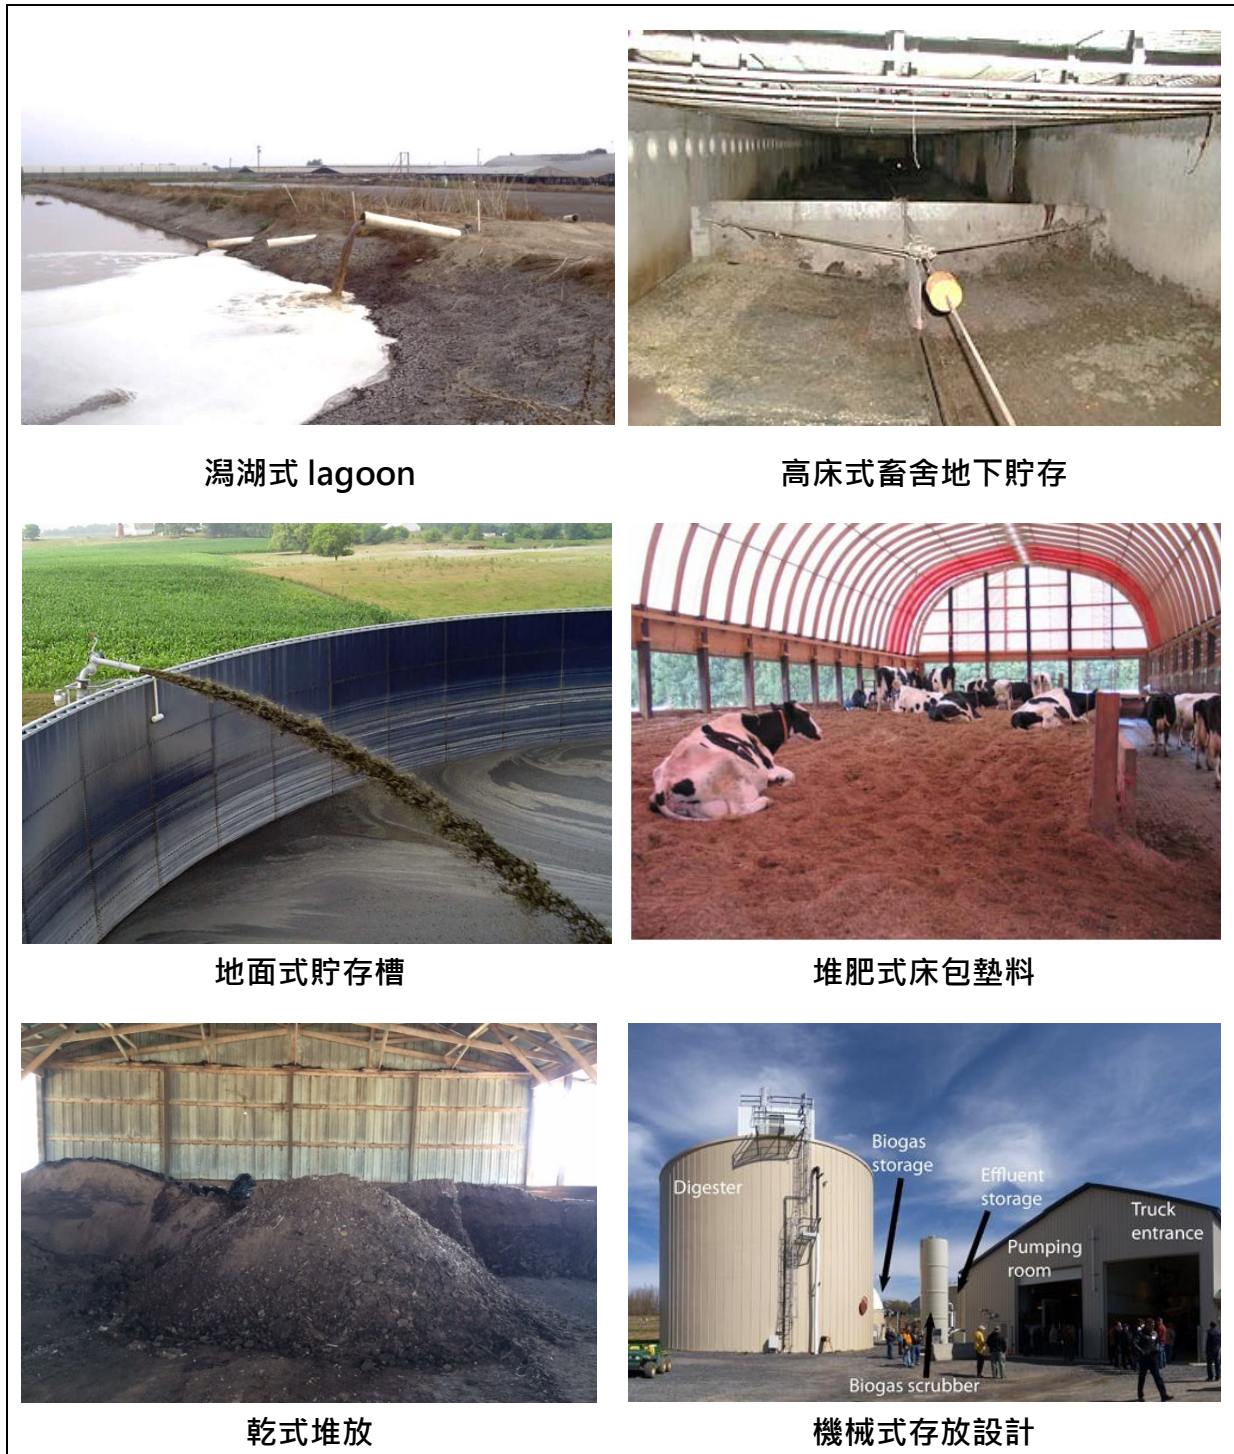 潟湖式 lagoon
高床式畜舍地下貯存
地面式貯存槽
堆肥式床包墊料
Digester
Biogas
storage
Effluent
storage
Pumping
room
Truck
entrance
Biogas scrubber
乾式堆放
機械式存放設計